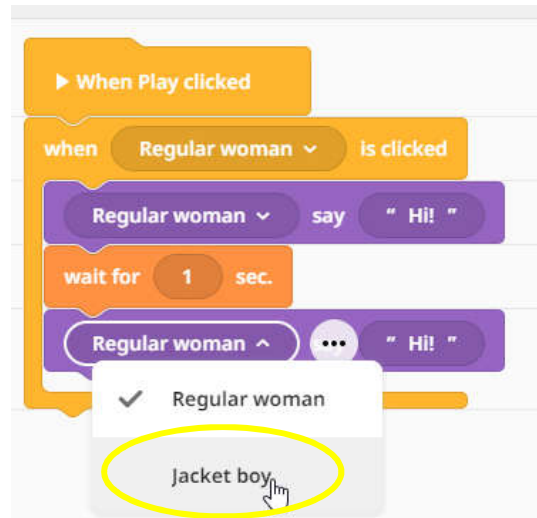 When Play clicked
when Regular woman is clicked
Regular woman say " Hi! "
wait for 1 sec.
Regular woman " Hi! "
Regular woman
Jacket boy